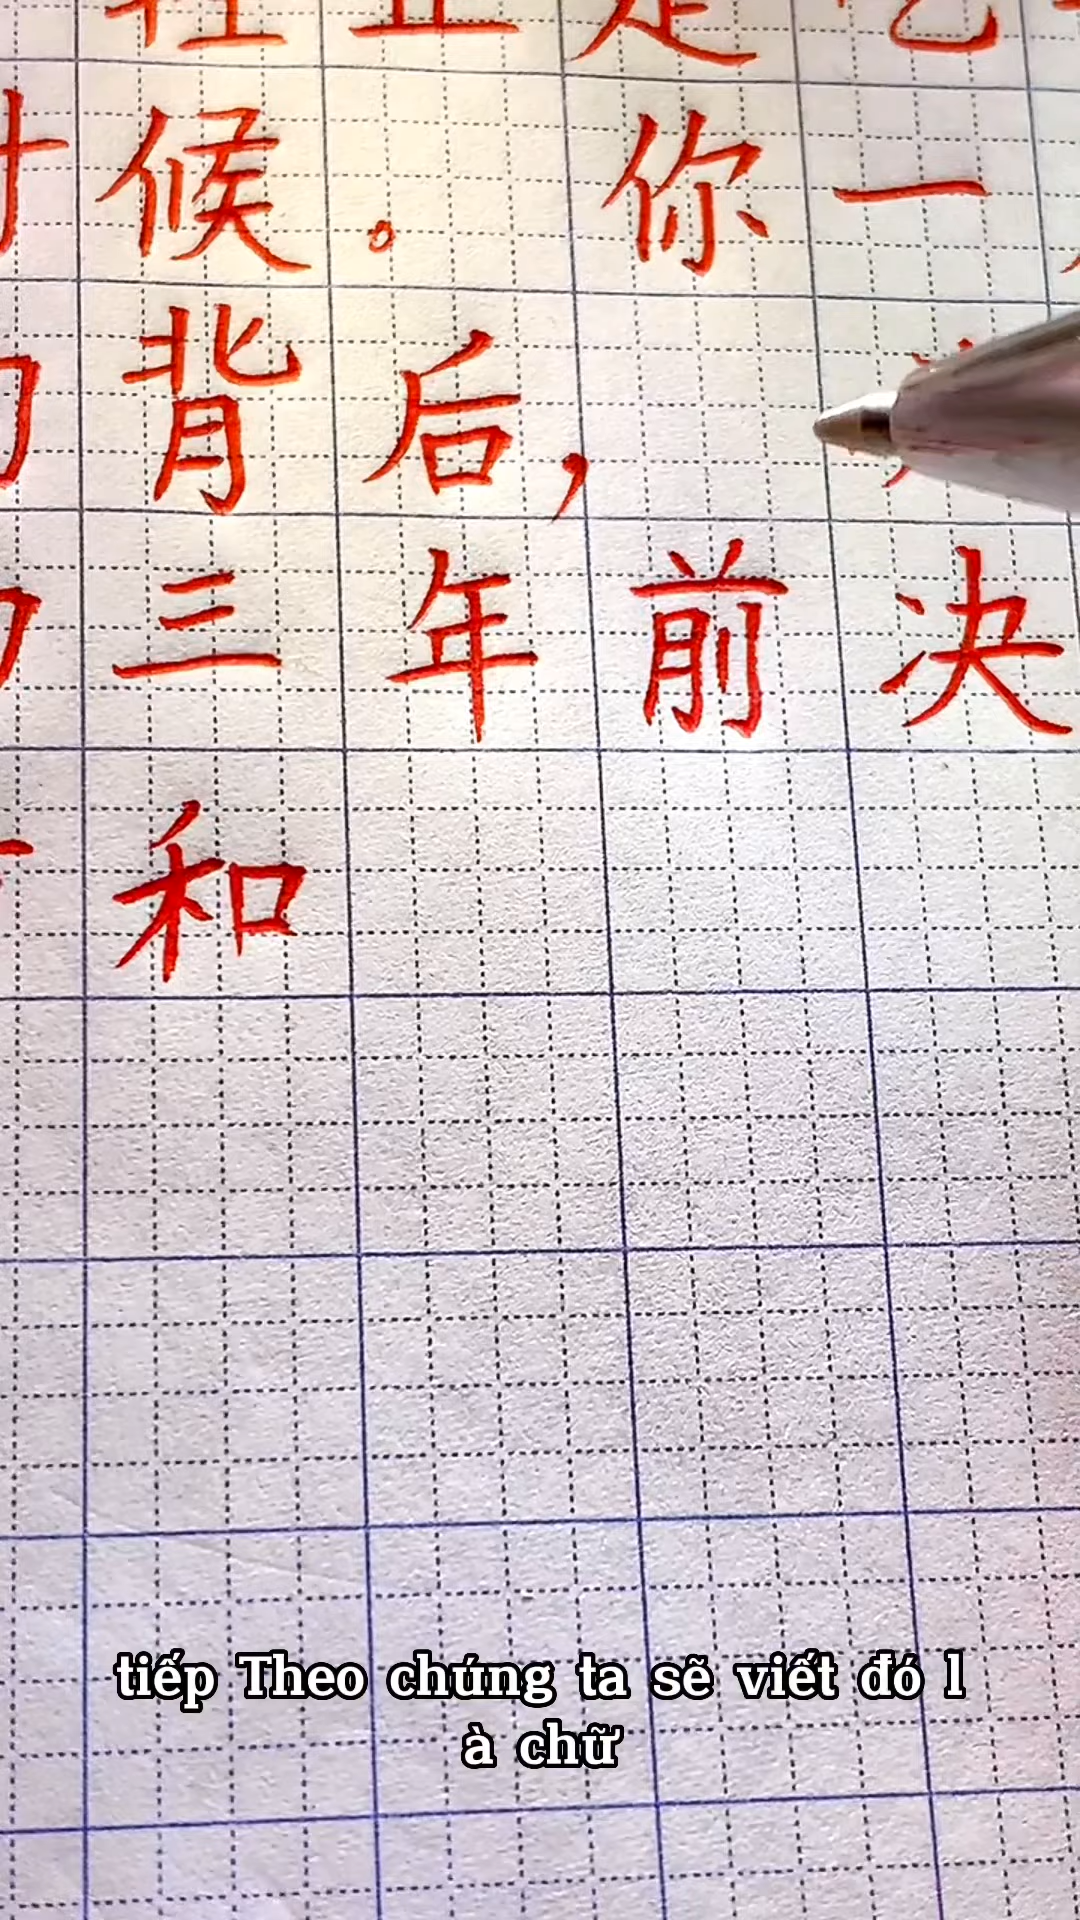 候。你一
背后，
三年前决
和
tiếp Theo chúng ta sẽ viết đó l
à chữ